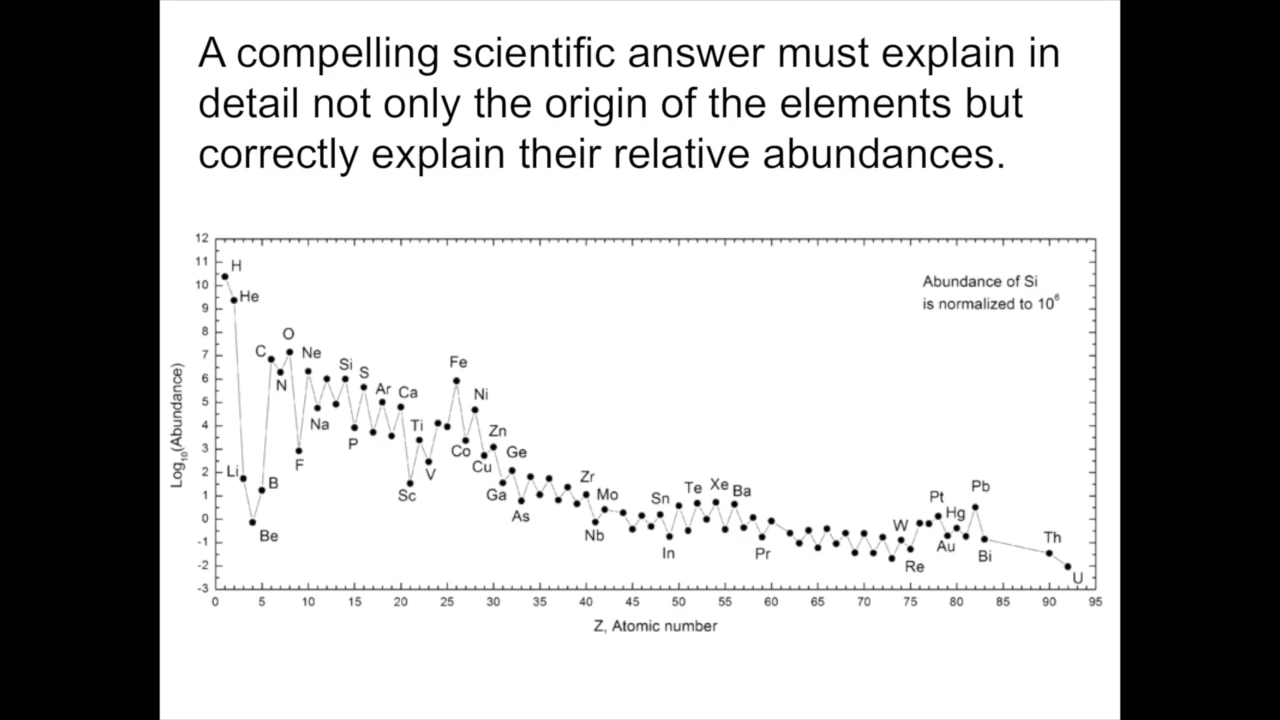 A compelling scientific answer must explain in
detail not only the origin of the elements but
correctly explain their relative abundances.
12
11
10
9
8
7
6
5
4
3
2
1
0
-1
-2
-3
Log10(Abundance)
H
He
Li
Be
B
C
N
O
F
Ne
Na
Si
P
S
Ar
Ca
Sc
Ti
V
Fe
Co
Ni
Cu
Zn
Ga
Ge
As
Zr
Nb
Mo
Sn
In
Te
Xe
Ba
Pr
W
Re
Pt
Au
Hg
Pb
Bi
Th
U
Abundance of Si
is normalized to 10⁶
0 5 10 15 20 25 30 35 40 45 50 55 60 65 70 75 80 85 90 95
Z, Atomic number